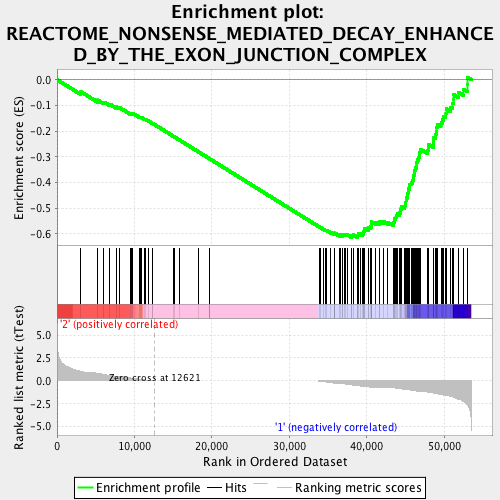 Enrichment plot:
REACTOME_NONSENSE_MEDIATED_DECAY_ENHANCE
D_BY_THE_EXON_JUNCTION_COMPLEX
Enrichment score (ES)
0.0
-0.1
-0.2
-0.3
-0.4
-0.5
-0.6
'2' (positively correlated)
Ranked list metric (tTest)
5.0
2.5
0.0
-2.5
-5.0
Zero cross at 12621
'1' (negatively correlated)
0
10,000
20,000
30,000
40,000
50,000
Rank in Ordered Dataset
Enrichment profile
Hits
Ranking metric scores